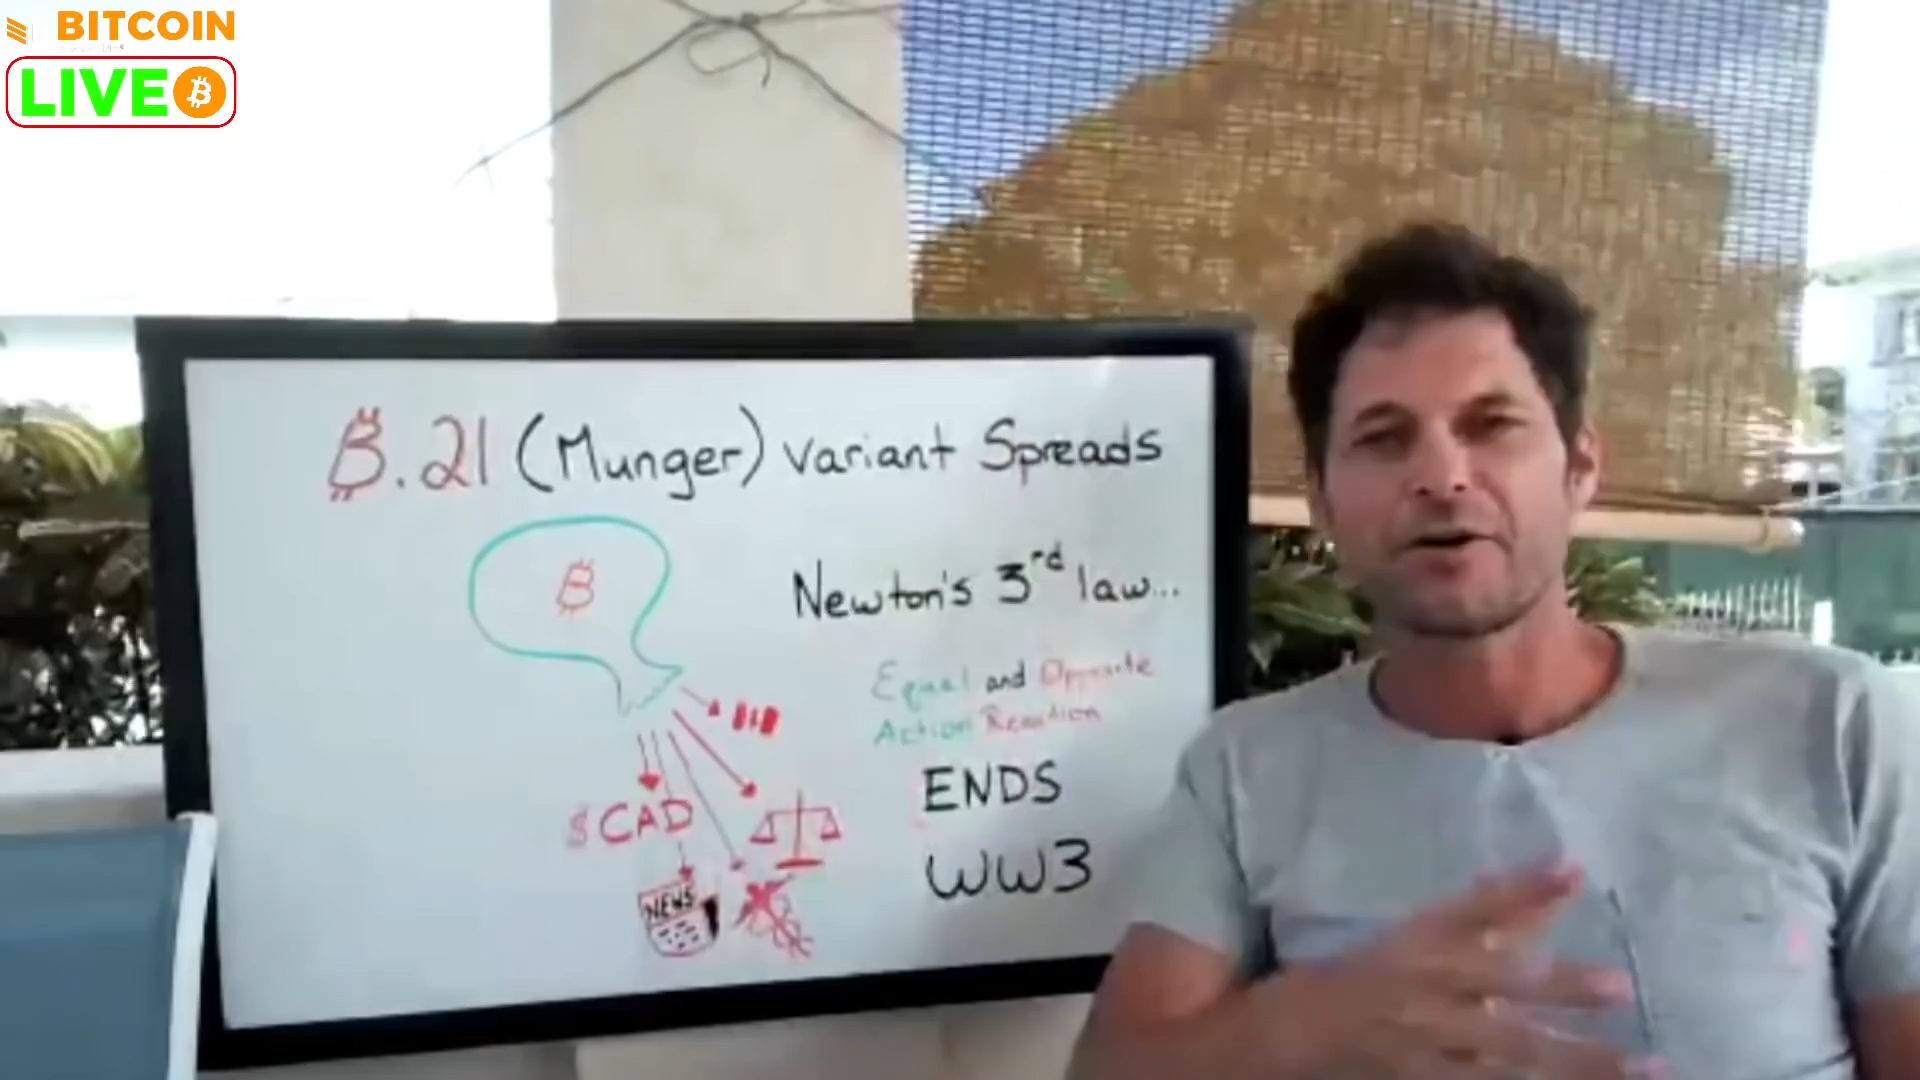 BITCOIN
LIVE
₿.21 (Munger) variant Spreads
₿
Newton's 3rd law...
Equal and Opposite
Action Reaction
$CAD
ENDS
NEWS
WW3